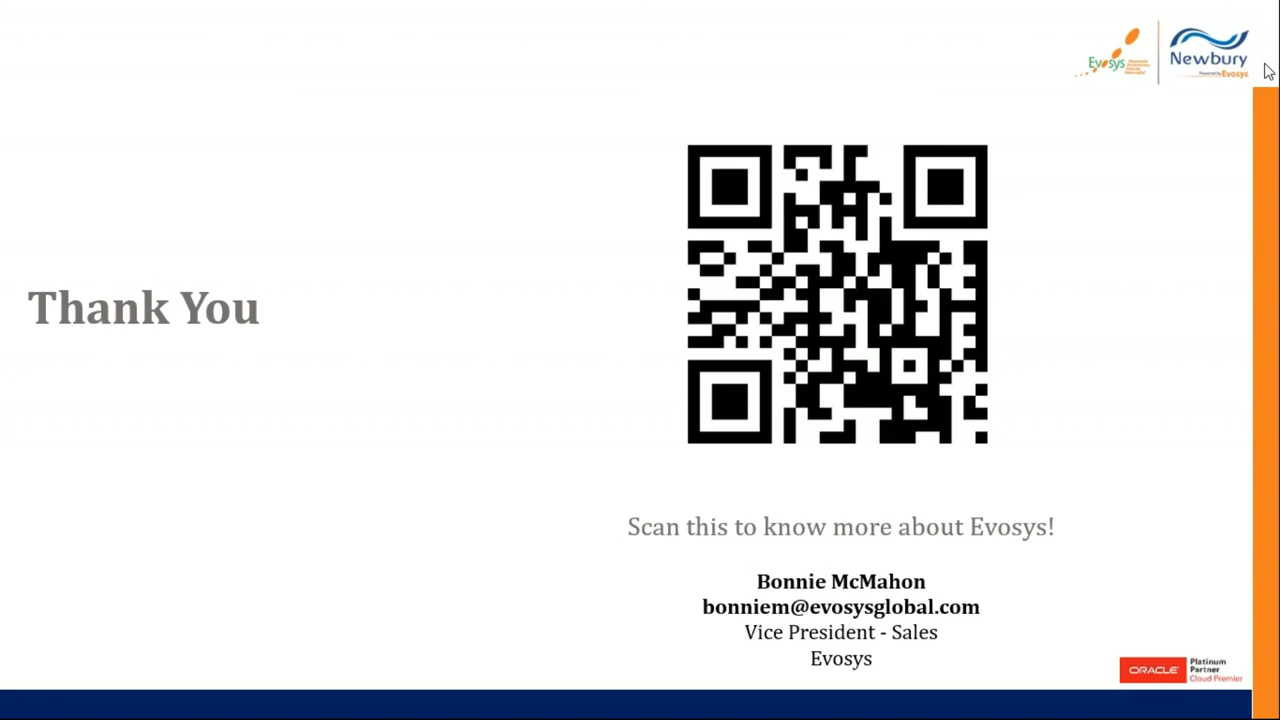 Evosys
Newbury
Powered by Evosys
Thank You
Scan this to know more about Evosys!
Bonnie McMahon
bonniem@evosysglobal.com
Vice President - Sales
Evosys
ORACLE
Platinum
Partner
Cloud Premier